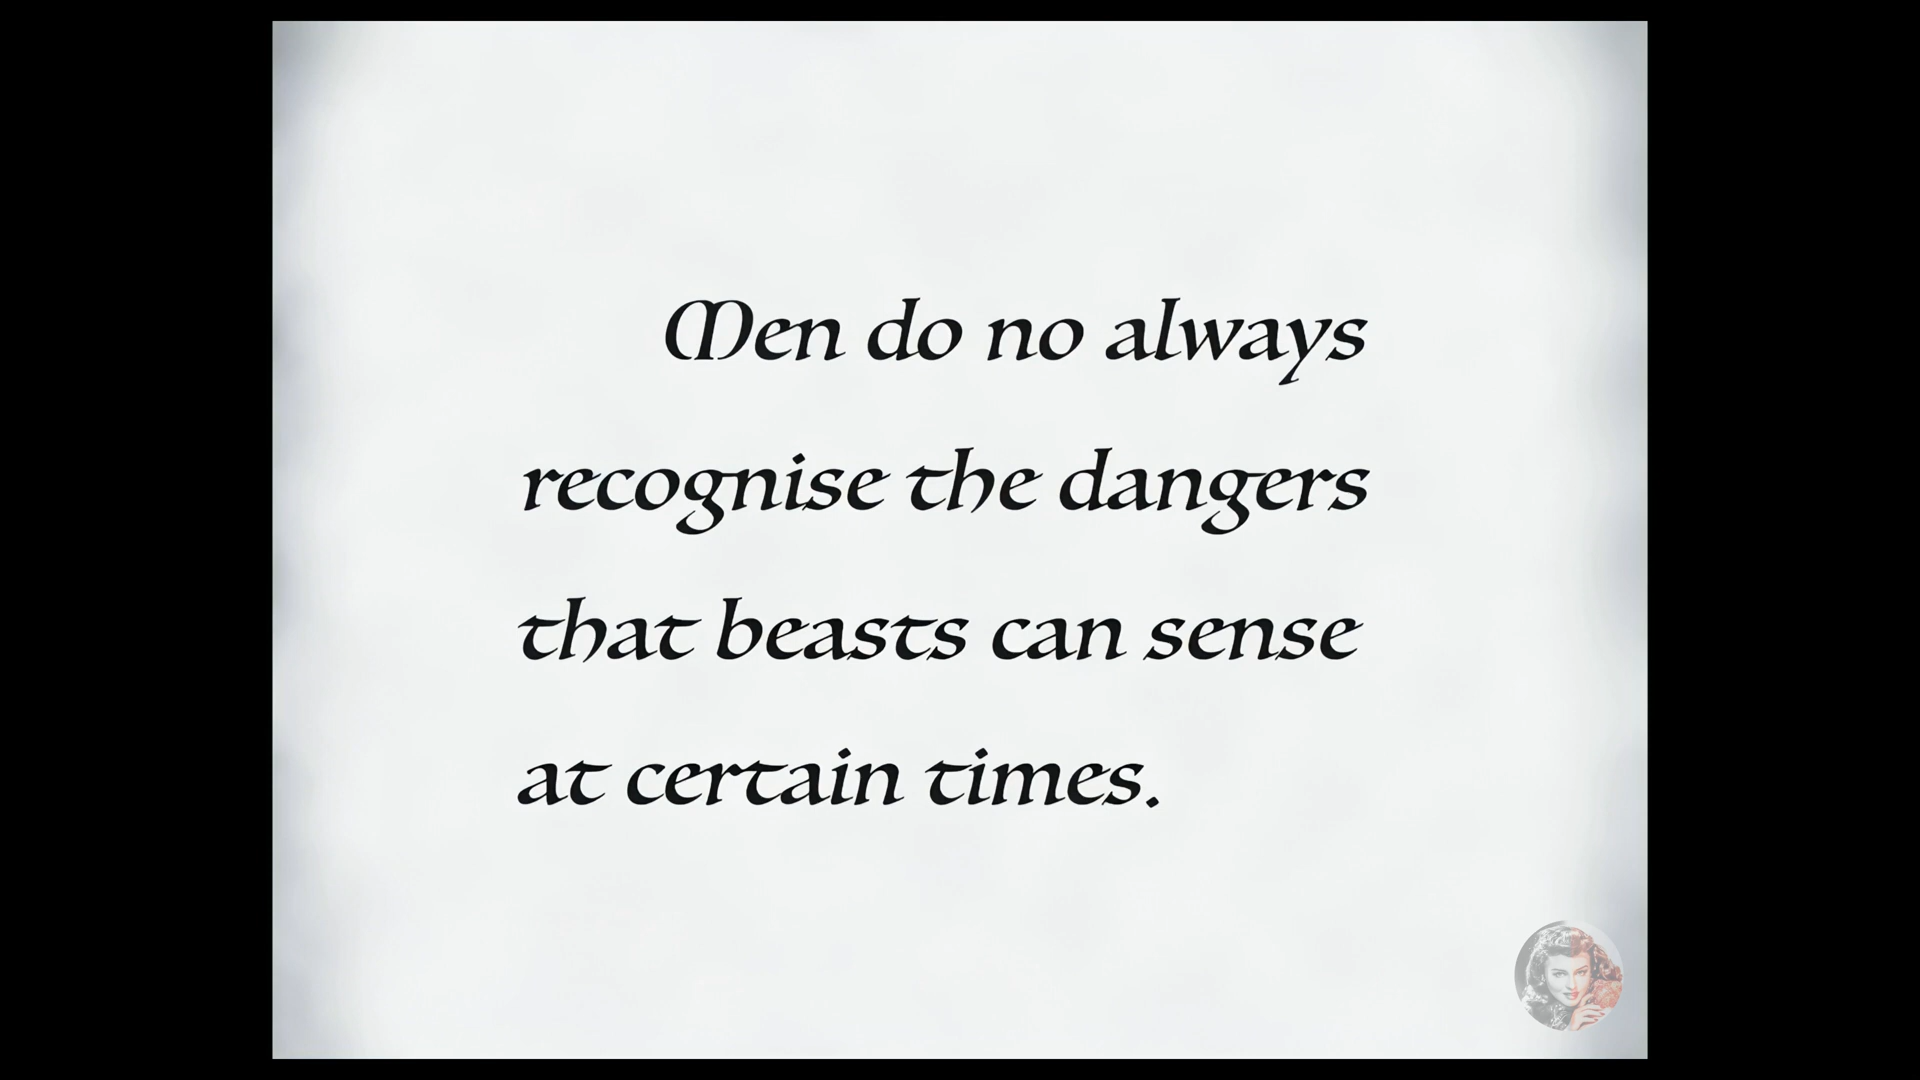 Men do no always
recognise the dangers
that beasts can sense
at certain times.